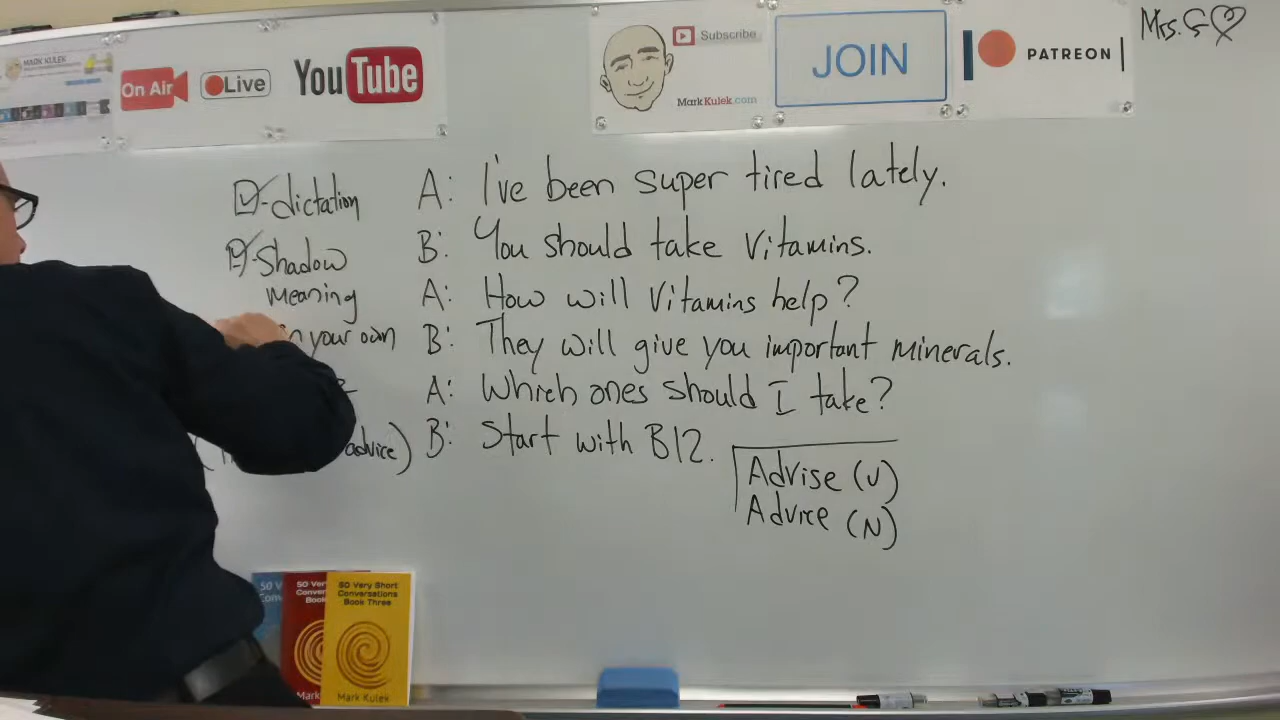 MARK KULEK
On Air
Live
YouTube
Subscribe
MarkKulek.com
JOIN
PATREON
Mrs. G
dictation
Shadow
meaning
your own
advice)
A: I've been super tired lately.
B: You should take vitamins.
A: How will vitamins help?
B: They will give you important minerals.
A: Which ones should I take?
B: Start with B12.
Advise (V)
Advice (N)
50 Very Short
Conversations
Book Three
Mark Kulek